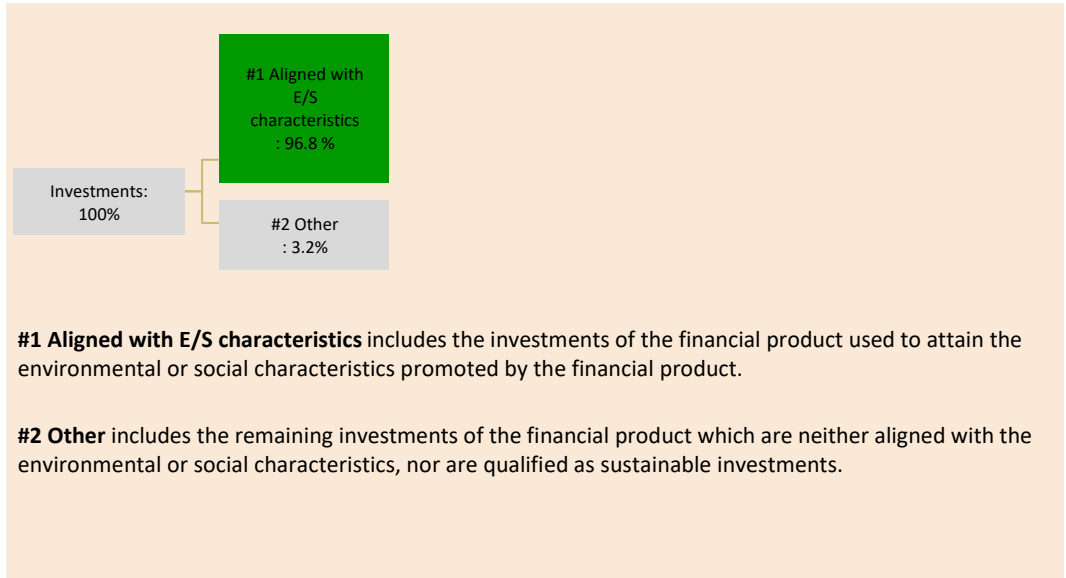 #1 Aligned with
E/S
characteristics
: 96.8 %
Investments:
100%
#2 Other
: 3.2%
#1 Aligned with E/S characteristics includes the investments of the financial product used to attain the
environmental or social characteristics promoted by the financial product.
#2 Other includes the remaining investments of the financial product which are neither aligned with the
environmental or social characteristics, nor are qualified as sustainable investments.